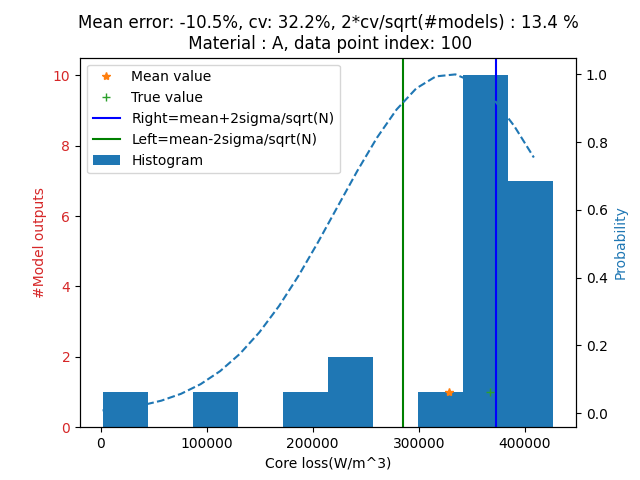 Mean error: -10.5%, cv: 32.2%, 2*cv/sqrt(#models) : 13.4 %
Material : A, data point index: 100
Mean value
True value
Right=mean+2sigma/sqrt(N)
Left=mean-2sigma/sqrt(N)
Histogram
10
8
6
4
2
0
#Model outputs
1.0
0.8
0.6
0.4
0.2
0.0
Probability
0 100000 200000 300000 400000
Core loss(W/m^3)